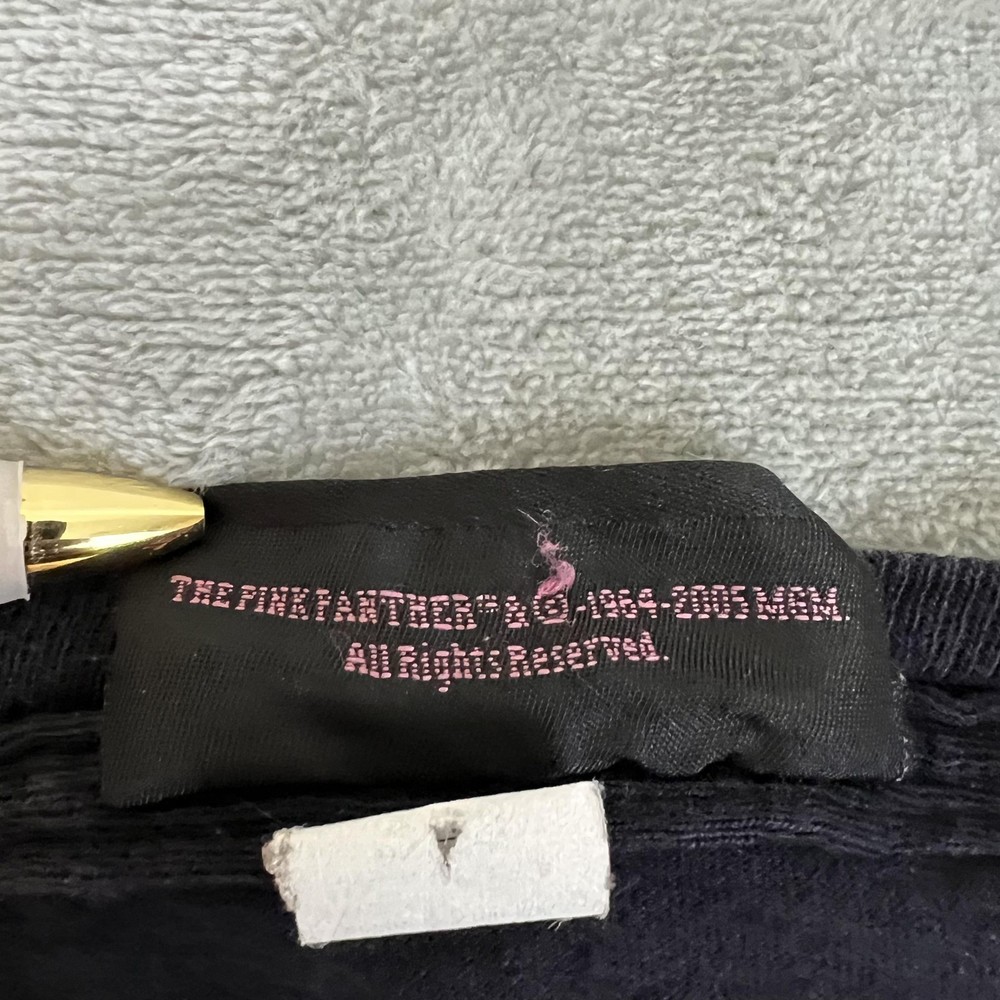 THE PINK PANTHER™ & © 1964-2005 MGM.
All Rights Reserved.